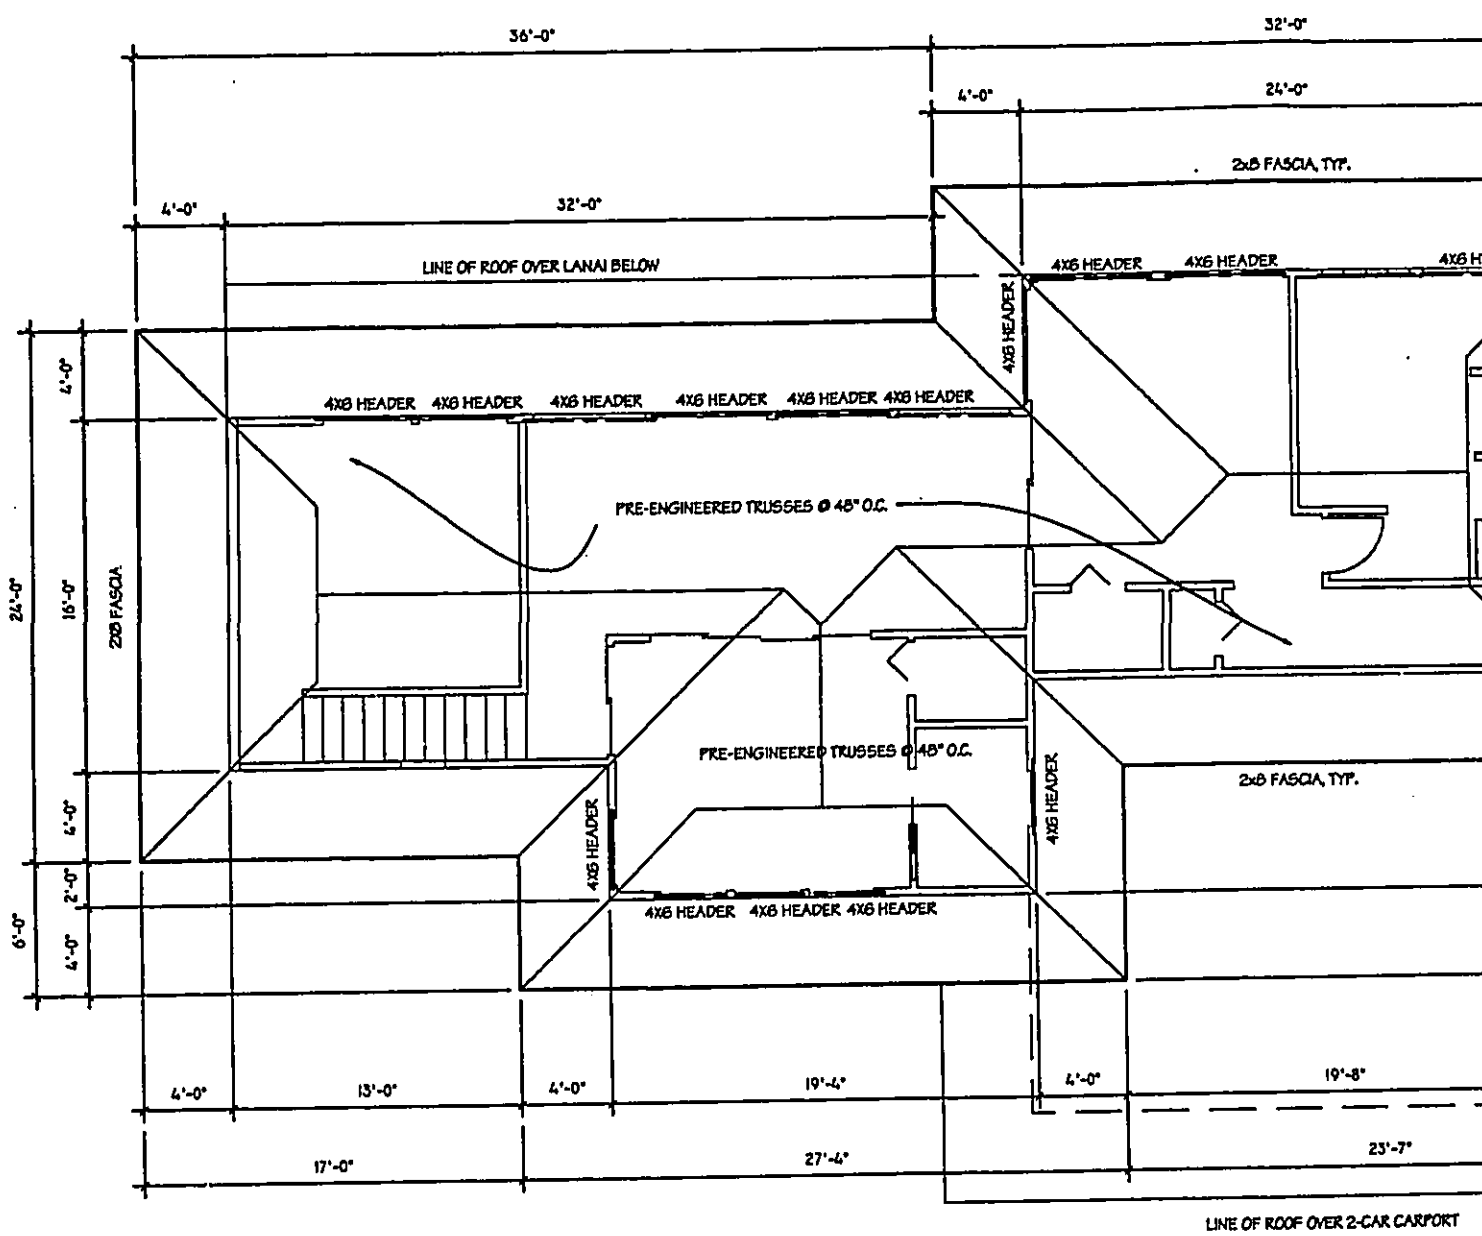 36'-0"
32'-0"
4'-0"
24'-0"
2x8 FASCIA, TYP.
4'-0"
32'-0"
LINE OF ROOF OVER LANAI BELOW
4X6 HEADER
4X6 HEADER
4X6 H
4X6 HEADER
4'-0"
4X6 HEADER
4X6 HEADER
4X6 HEADER
4X6 HEADER
4X6 HEADER
4X6 HEADER
PRE-ENGINEERED TRUSSES @ 48" O.C.
24'-0"
16'-0"
2X8 FASCIA
PRE-ENGINEERED TRUSSES @ 48" O.C.
4X6 HEADER
2x8 FASCIA, TYP.
4'-0"
4X6 HEADER
2'-0"
4X6 HEADER
4X6 HEADER
4X6 HEADER
6'-0"
4'-0"
4'-0"
13'-0"
4'-0"
19'-4"
4'-0"
19'-8"
17'-0"
27'-4"
23'-7"
LINE OF ROOF OVER 2-CAR CARPORT